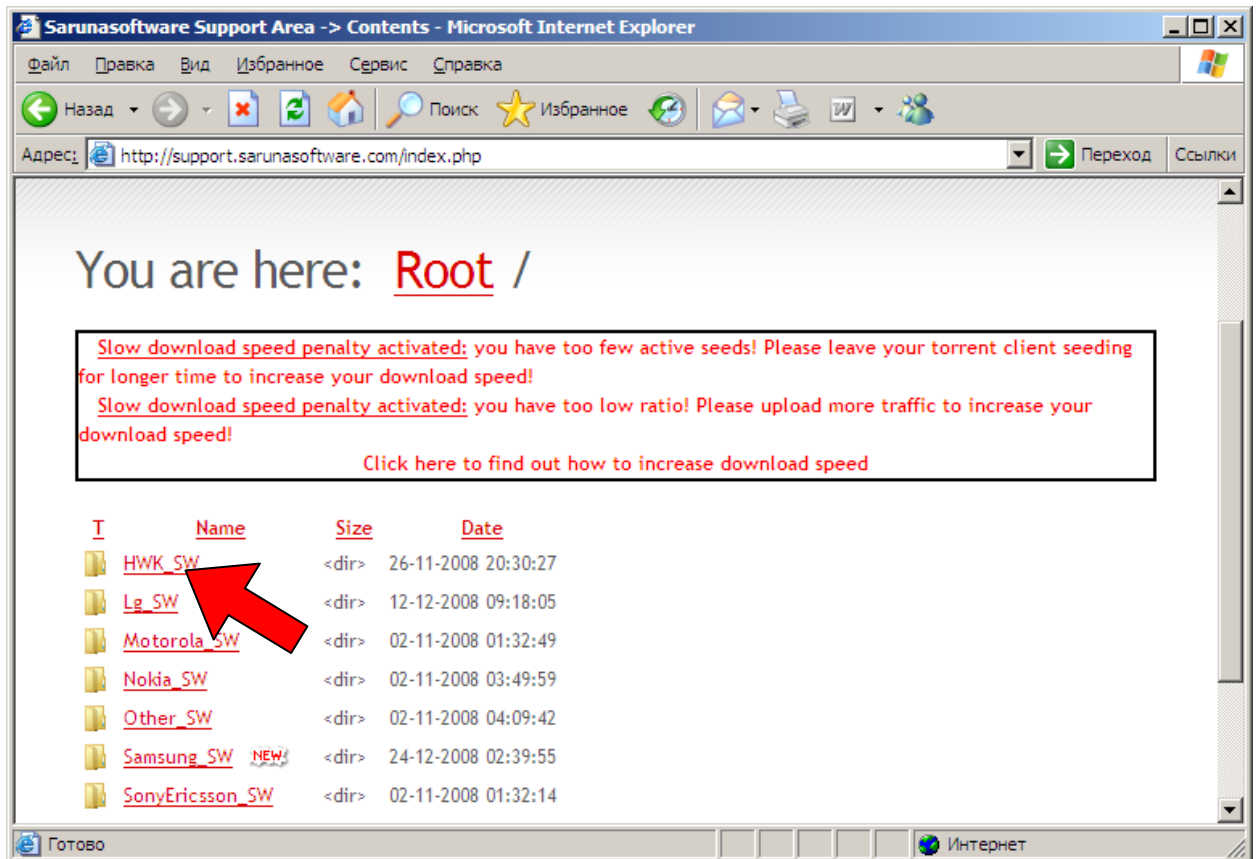 Sarunasoftware Support Area -> Contents - Microsoft Internet Explorer
Файл Правка Вид Избранное Сервис Справка
Назад Поиск Избранное
Адрес: http://support.sarunasoftware.com/index.php Переход Ссылки
You are here: Root /
Slow download speed penalty activated: you have too few active seeds! Please leave your torrent client seeding
for longer time to increase your download speed!
Slow download speed penalty activated: you have too low ratio! Please upload more traffic to increase your
download speed!
Click here to find out how to increase download speed
T Name Size Date
HWK_SW <dir> 26-11-2008 20:30:27
Lg_SW <dir> 12-12-2008 09:18:05
Motorola_SW <dir> 02-11-2008 01:32:49
Nokia_SW <dir> 02-11-2008 03:49:59
Other_SW <dir> 02-11-2008 04:09:42
Samsung_SW NEW! <dir> 24-12-2008 02:39:55
SonyEricsson_SW <dir> 02-11-2008 01:32:14
Готово Интернет